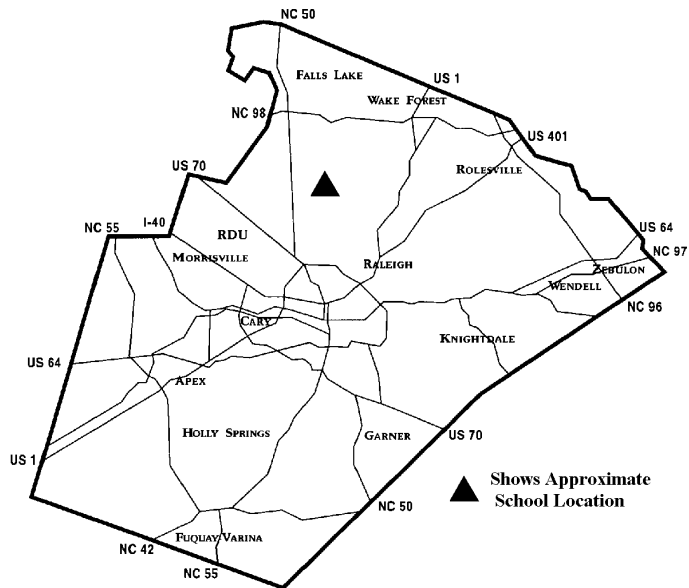 NC 50
FALLS LAKE
US 1
WAKE FOREST
NC 98
US 401
US 70
ROLESVILLE
NC 55
I-40
RDU
US 64
MORRISVILLE
RALEIGH
NC 97
ZEBULON
WENDELL
NC 96
CARY
KNIGHTDALE
US 64
APEX
HOLLY SPRINGS
GARNER
US 70
US 1
Shows Approximate
School Location
NC 50
FUQUAY VARINA
NC 42
NC 55